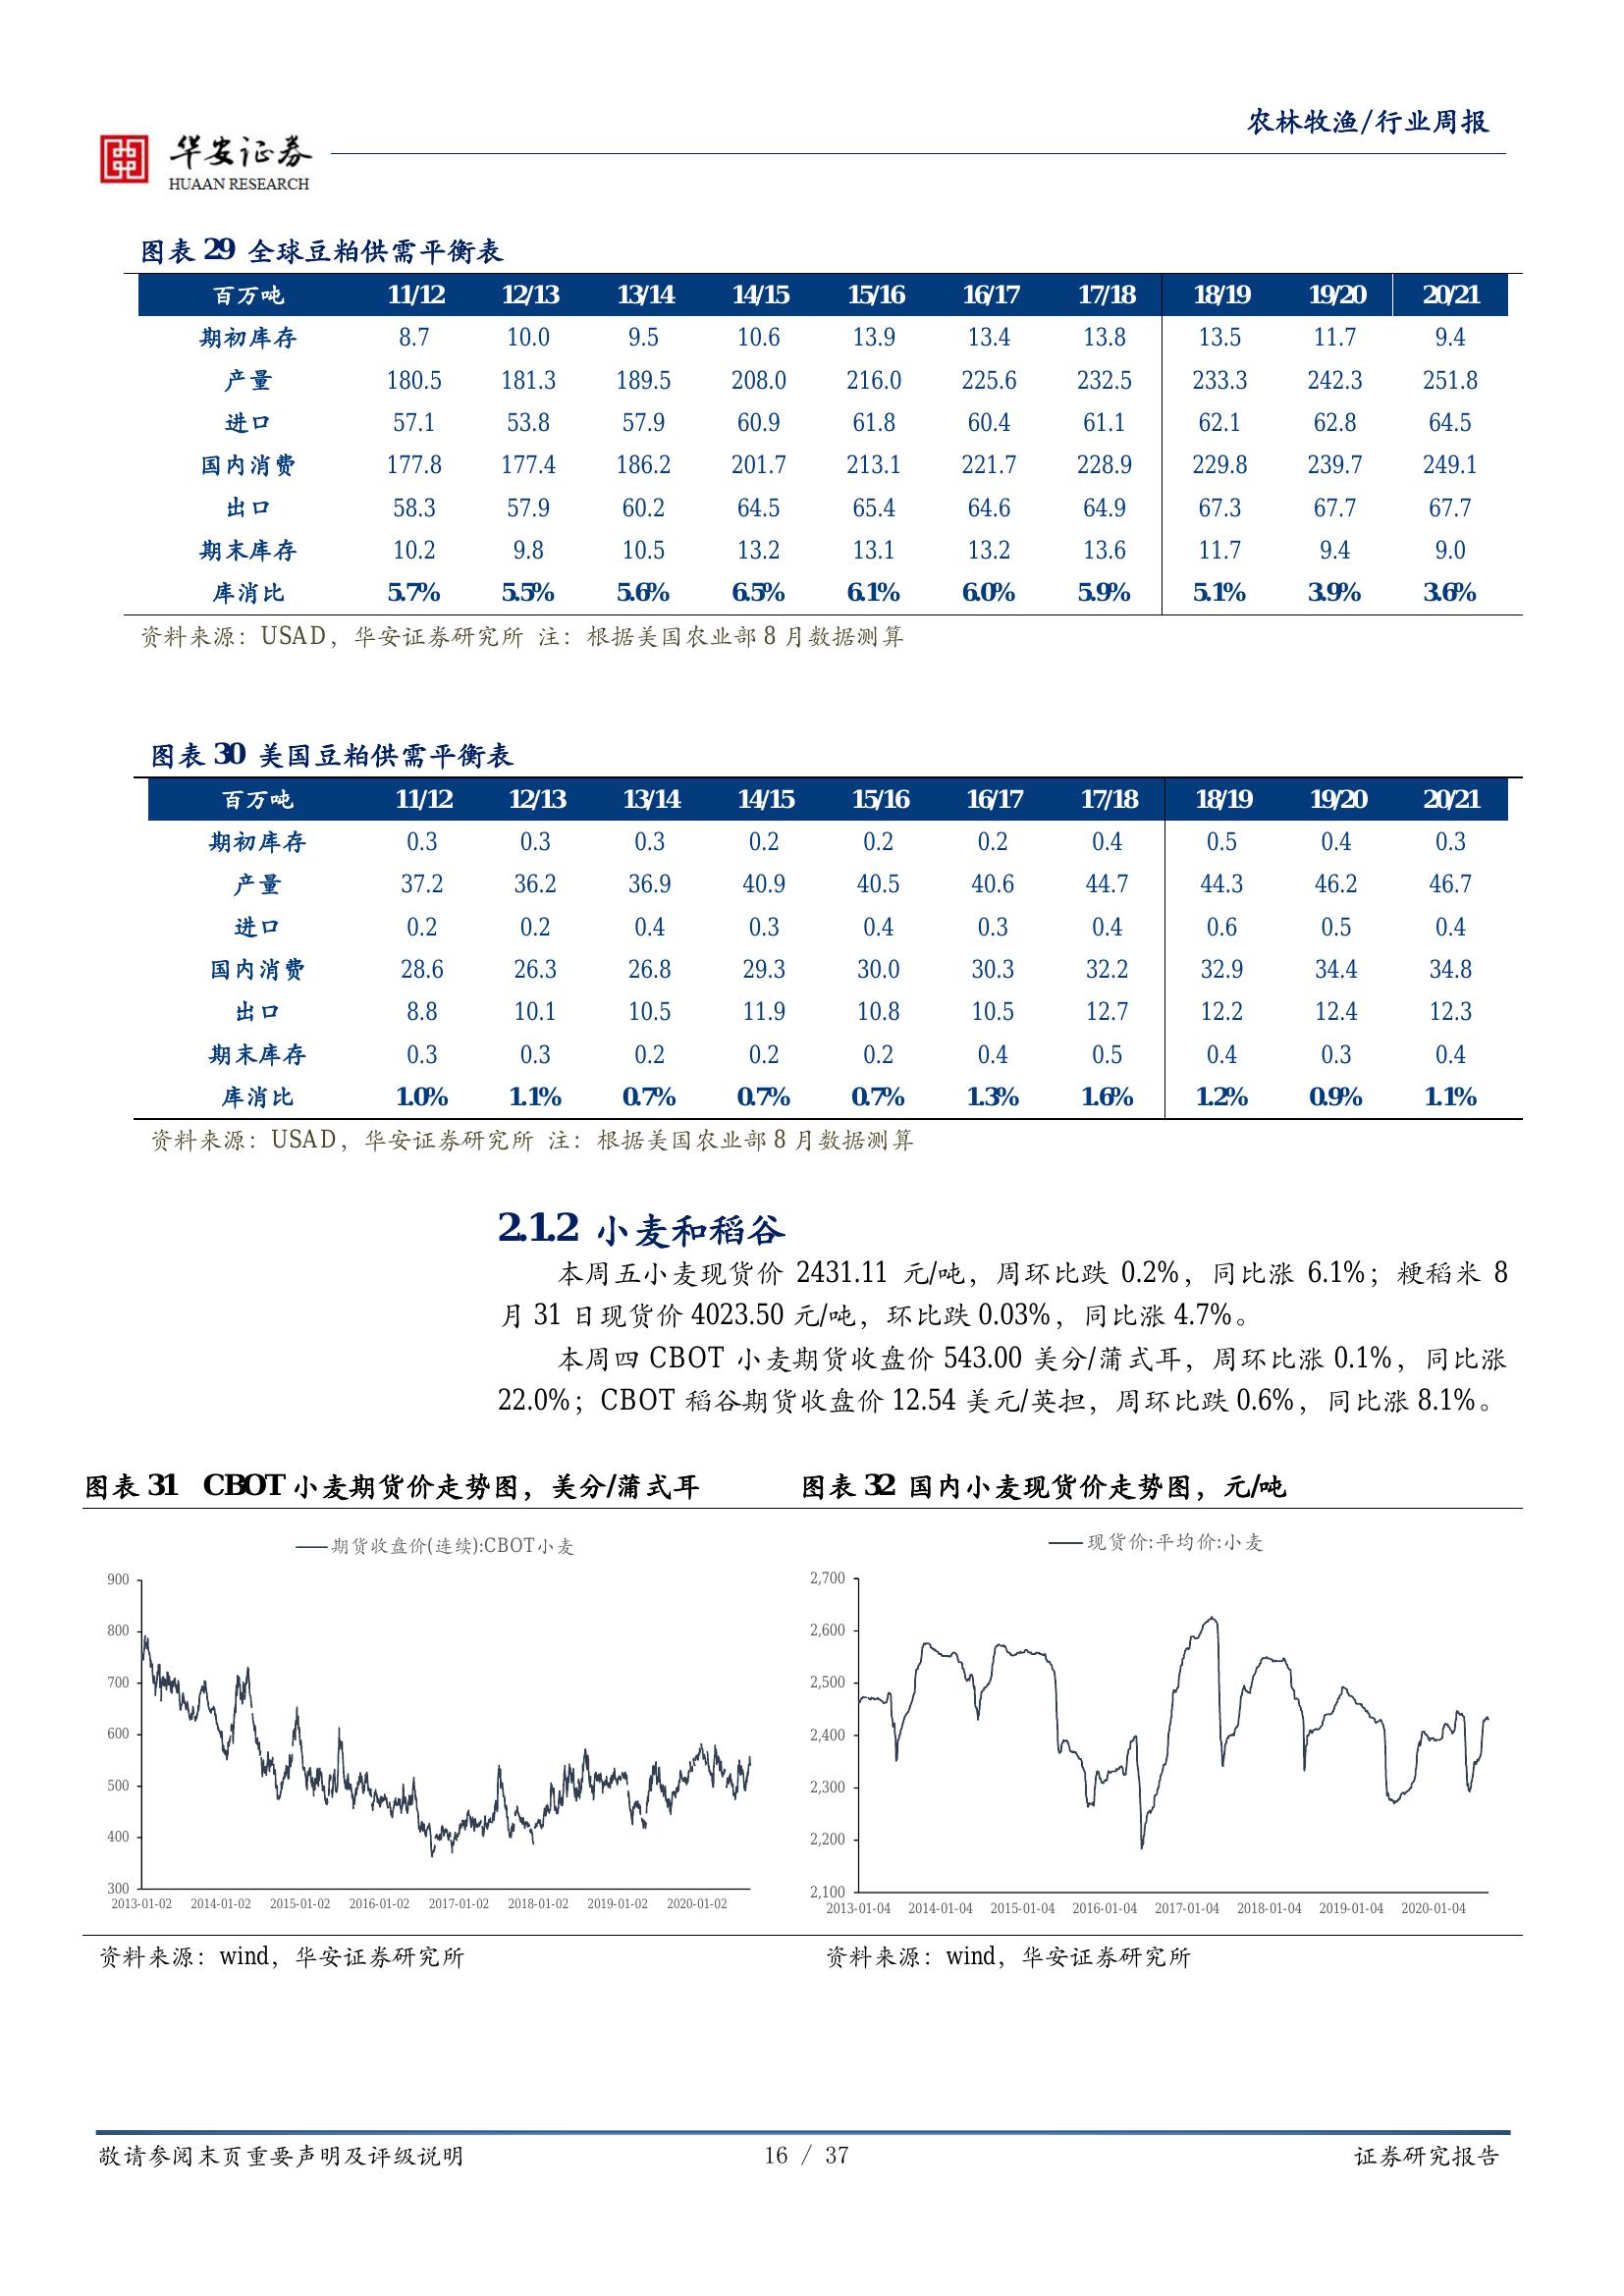 农林牧渔/行业周报
华安证券
HUAAN RESEARCH
图表 29 全球豆粕供需平衡表
百万吨 11/12 12/13 13/14 14/15 15/16 16/17 17/18 18/19 19/20 20/21
期初库存 8.7 10.0 9.5 10.6 13.9 13.4 13.8 13.5 11.7 9.4
产量 180.5 181.3 189.5 208.0 216.0 225.6 232.5 233.3 242.3 251.8
进口 57.1 53.8 57.9 60.9 61.8 60.4 61.1 62.1 62.8 64.5
国内消费 177.8 177.4 186.2 201.7 213.1 221.7 228.9 229.8 239.7 249.1
出口 58.3 57.9 60.2 64.5 65.4 64.6 64.9 67.3 67.7 67.7
期末库存 10.2 9.8 10.5 13.2 13.1 13.2 13.6 11.7 9.4 9.0
库消比 5.7% 5.5% 5.6% 6.5% 6.1% 6.0% 5.9% 5.1% 3.9% 3.6%
资料来源：USAD，华安证券研究所 注：根据美国农业部 8 月数据测算
图表 30 美国豆粕供需平衡表
百万吨 11/12 12/13 13/14 14/15 15/16 16/17 17/18 18/19 19/20 20/21
期初库存 0.3 0.3 0.3 0.2 0.2 0.2 0.4 0.5 0.4 0.3
产量 37.2 36.2 36.9 40.9 40.5 40.6 44.7 44.3 46.2 46.7
进口 0.2 0.2 0.4 0.3 0.4 0.3 0.4 0.6 0.5 0.4
国内消费 28.6 26.3 26.8 29.3 30.0 30.3 32.2 32.9 34.4 34.8
出口 8.8 10.1 10.5 11.9 10.8 10.5 12.7 12.2 12.4 12.3
期末库存 0.3 0.3 0.2 0.2 0.2 0.4 0.5 0.4 0.3 0.4
库消比 1.0% 1.1% 0.7% 0.7% 0.7% 1.3% 1.6% 1.2% 0.9% 1.1%
资料来源：USAD，华安证券研究所 注：根据美国农业部 8 月数据测算
2.1.2 小麦和稻谷
本周五小麦现货价 2431.11 元/吨，周环比跌 0.2%，同比涨 6.1%；粳稻米 8
月 31 日现货价 4023.50 元/吨，环比跌 0.03%，同比涨 4.7%。
本周四 CBOT 小麦期货收盘价 543.00 美分/蒲式耳，周环比涨 0.1%，同比涨
22.0%；CBOT 稻谷期货收盘价 12.54 美元/英担，周环比跌 0.6%，同比涨 8.1%。
图表 31 CBOT 小麦期货价走势图，美分/蒲式耳
期货收盘价(连续):CBOT小麦
900
800
700
600
500
400
300
2013-01-02 2014-01-02 2015-01-02 2016-01-02 2017-01-02 2018-01-02 2019-01-02 2020-01-02
资料来源：wind，华安证券研究所
图表 32 国内小麦现货价走势图，元/吨
现货价:平均价:小麦
2,700
2,600
2,500
2,400
2,300
2,200
2,100
2013-01-04 2014-01-04 2015-01-04 2016-01-04 2017-01-04 2018-01-04 2019-01-04 2020-01-04
资料来源：wind，华安证券研究所
敬请参阅末页重要声明及评级说明 16 / 37 证券研究报告